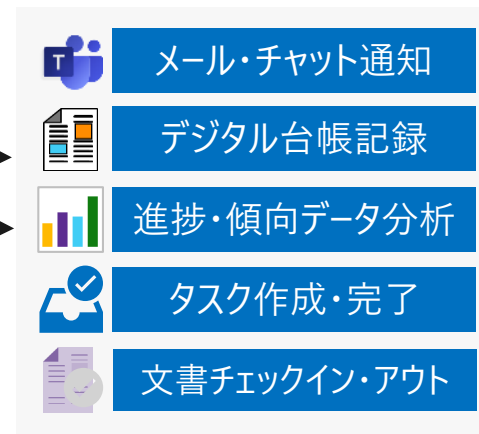 メール・チャット通知
デジタル台帳記録
進捗・傾向データ分析
タスク作成・完了
文書チェックイン・アウト